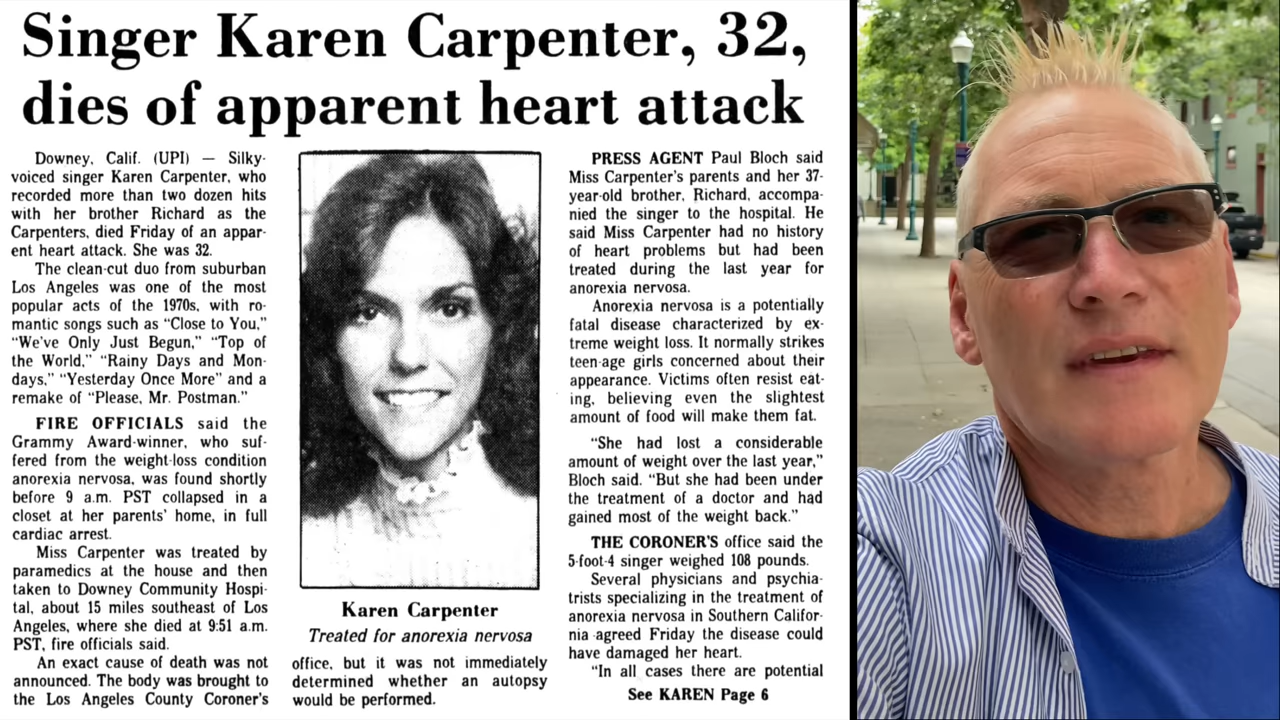 Singer Karen Carpenter, 32,
dies of apparent heart attack
Downey, Calif. (UPI) — Silky-
voiced singer Karen Carpenter, who
recorded more than two dozen hits
with her brother Richard as the
Carpenters, died Friday of an appar-
ent heart attack. She was 32.
The clean-cut duo from suburban
Los Angeles was one of the most
popular acts of the 1970s, with ro-
mantic songs such as “Close to You,”
“We’ve Only Just Begun,” “Top of
the World,” “Rainy Days and Mon-
days,” “Yesterday Once More” and a
remake of “Please, Mr. Postman.”
FIRE OFFICIALS said the
Grammy Award-winner, who suf-
fered from the weight-loss condition
anorexia nervosa, was found shortly
before 9 a.m. PST collapsed in a
closet at her parents’ home, in full
cardiac arrest.
Miss Carpenter was treated by
paramedics at the house and then
taken to Downey Community Hospi-
tal, about 15 miles southeast of Los
Angeles, where she died at 9:51 a.m.
PST, fire officials said.
An exact cause of death was not
announced. The body was brought to
the Los Angeles County Coroner’s
Karen Carpenter
Treated for anorexia nervosa
office, but it was not immediately
determined whether an autopsy
would be performed.
PRESS AGENT Paul Bloch said
Miss Carpenter’s parents and her 37-
year-old brother, Richard, accompa-
nied the singer to the hospital. He
said Miss Carpenter had no history
of heart problems but had been
treated during the last year for
anorexia nervosa.
Anorexia nervosa is a potentially
fatal disease characterized by ex-
treme weight loss. It normally strikes
teen-age girls concerned about their
appearance. Victims often resist eat-
ing, believing even the slightest
amount of food will make them fat.
“She had lost a considerable
amount of weight over the last year,”
Bloch said. “But she had been under
the treatment of a doctor and had
gained most of the weight back.”
THE CORONER’S office said the
5-foot-4 singer weighed 108 pounds.
Several physicians and psychia-
trists specializing in the treatment of
anorexia nervosa in Southern Califor-
nia agreed Friday the disease could
have damaged her heart.
“In all cases there are potential
See KAREN Page 6